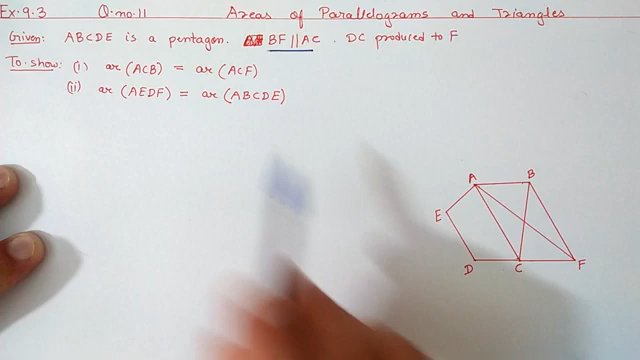 Ex. 9.3 Q.no.11 Areas of Parallelograms and Triangles
Given: ABCDE is a pentagon. BF || AC . DC produced to F
To show: (i) ar (ACB) = ar (ACF)
(ii) ar (AEDF) = ar (ABCDE)
A B
E
D C F